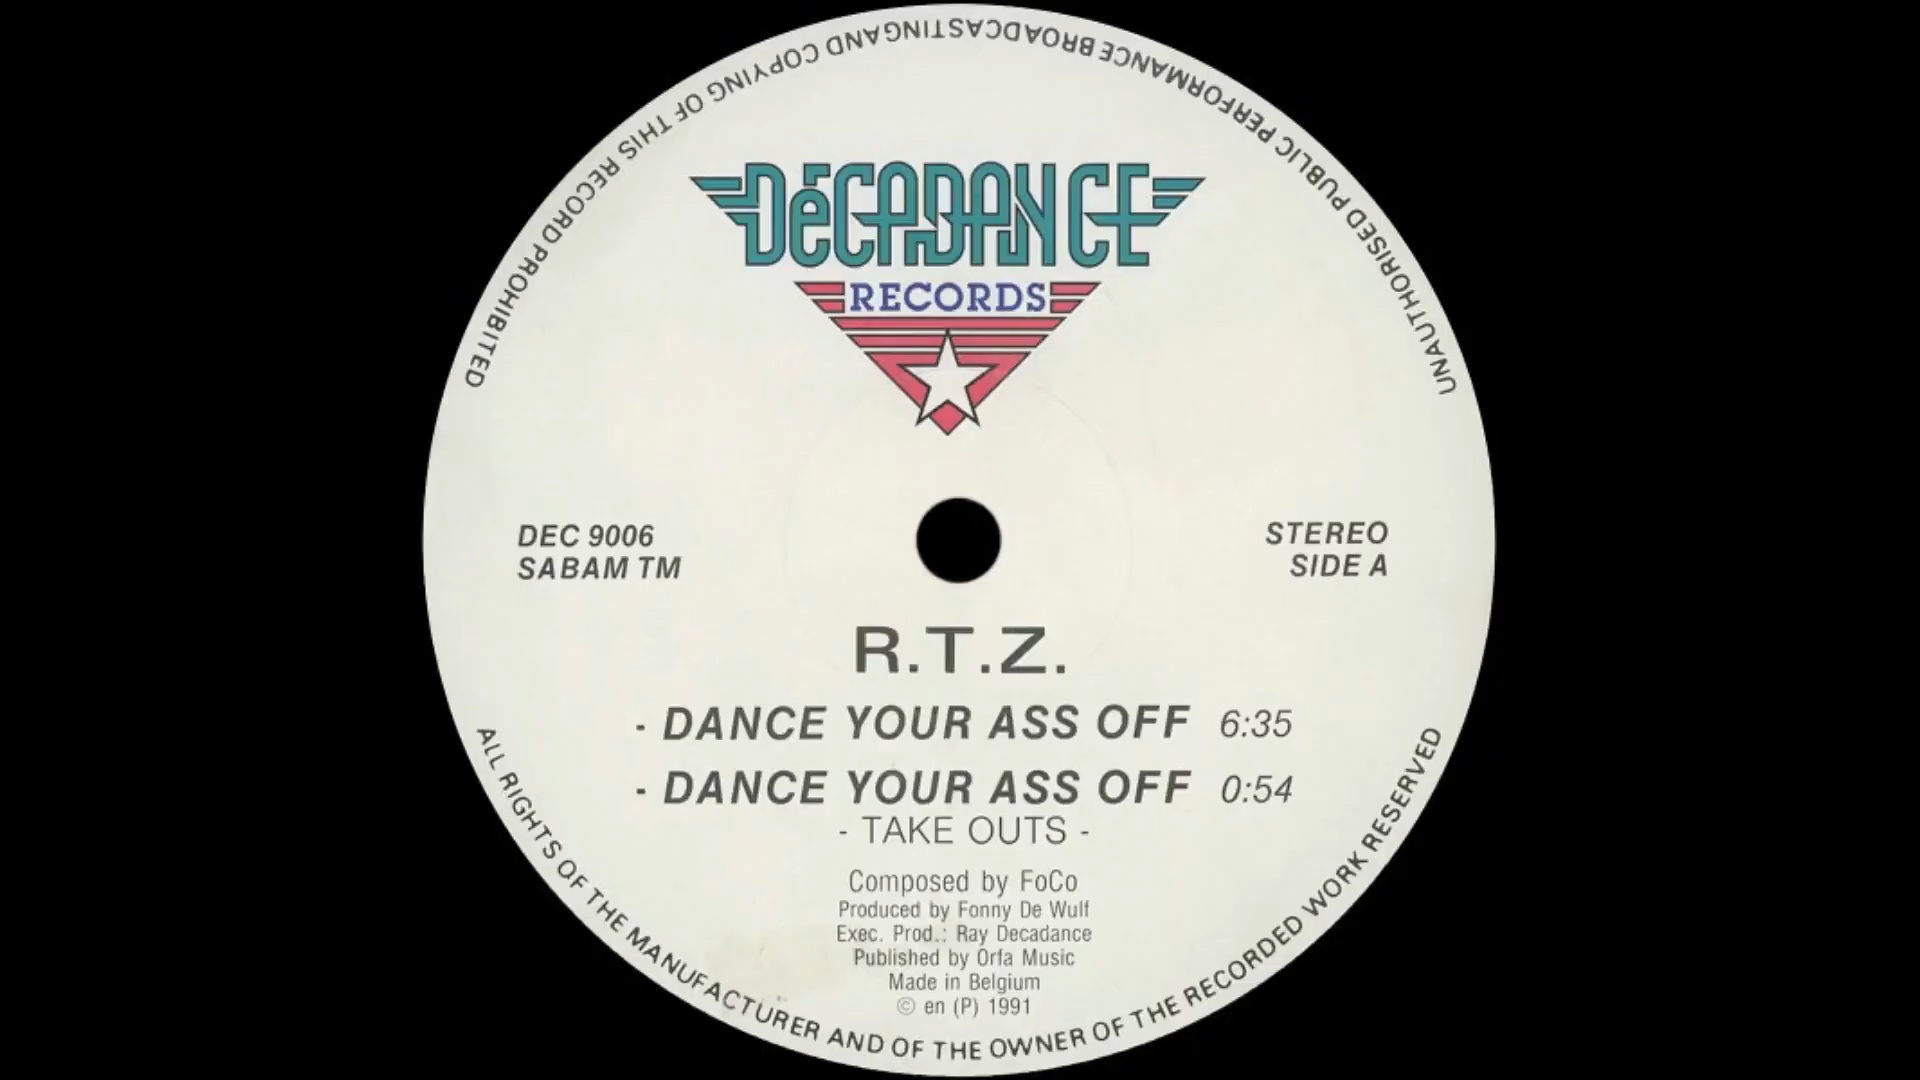 UNAUTHORISED PUBLIC PERFORMANCE BROADCASTING AND COPYING OF THIS RECORD PROHIBITED
DéCADANCE
RECORDS
DEC 9006
SABAM TM
STEREO
SIDE A
R.T.Z.
- DANCE YOUR ASS OFF 6:35
- DANCE YOUR ASS OFF 0:54
- TAKE OUTS -
Composed by FoCo
Produced by Fonny De Wulf
Exec. Prod.: Ray Decadance
Published by Orfa Music
Made in Belgium
© en (P) 1991
ALL RIGHTS OF THE MANUFACTURER AND OF THE OWNER OF THE RECORDED WORK RESERVED